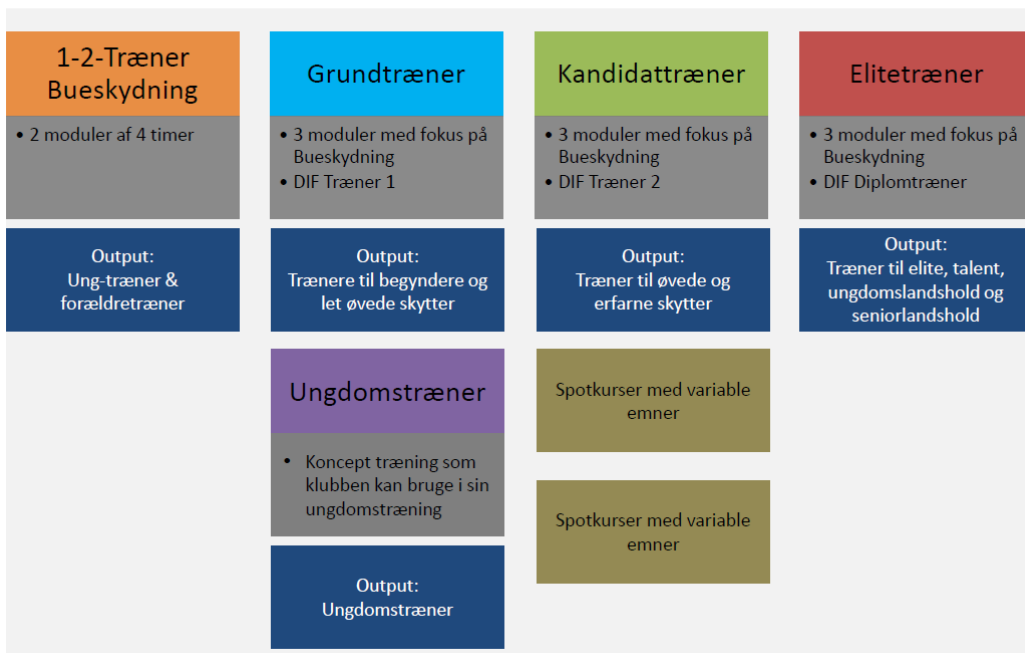 1-2-Træner
Bueskydning
• 2 moduler af 4 timer
Output:
Ung-træner &
forældretræner
Grundtræner
• 3 moduler med fokus på
Bueskydning
• DIF Træner 1
Output:
Trænere til begyndere og
let øvede skytter
Kandidattræner
• 3 moduler med fokus på
Bueskydning
• DIF Træner 2
Output:
Træner til øvede og
erfarne skytter
Elitetræner
• 3 moduler med fokus på
Bueskydning
• DIF Diplomtræner
Output:
Træner til elite, talent,
ungdomslandshold og
seniorlandshold
Ungdomstræner
• Koncept træning som
klubben kan bruge i sin
ungdomstræning
Output:
Ungdomstræner
Spotkurser med variable
emner
Spotkurser med variable
emner